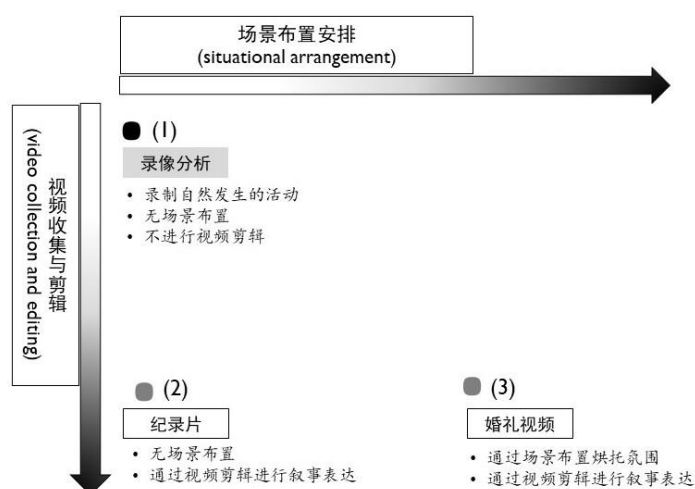 场景布置安排
(situational arrangement)
视频收集与剪辑
(video collection and editing)
(1)
录像分析
• 录制自然发生的活动
• 无场景布置
• 不进行视频剪辑
(2)
纪录片
• 无场景布置
• 通过视频剪辑进行叙事表达
(3)
婚礼视频
• 通过场景布置烘托氛围
• 通过视频剪辑进行叙事表达